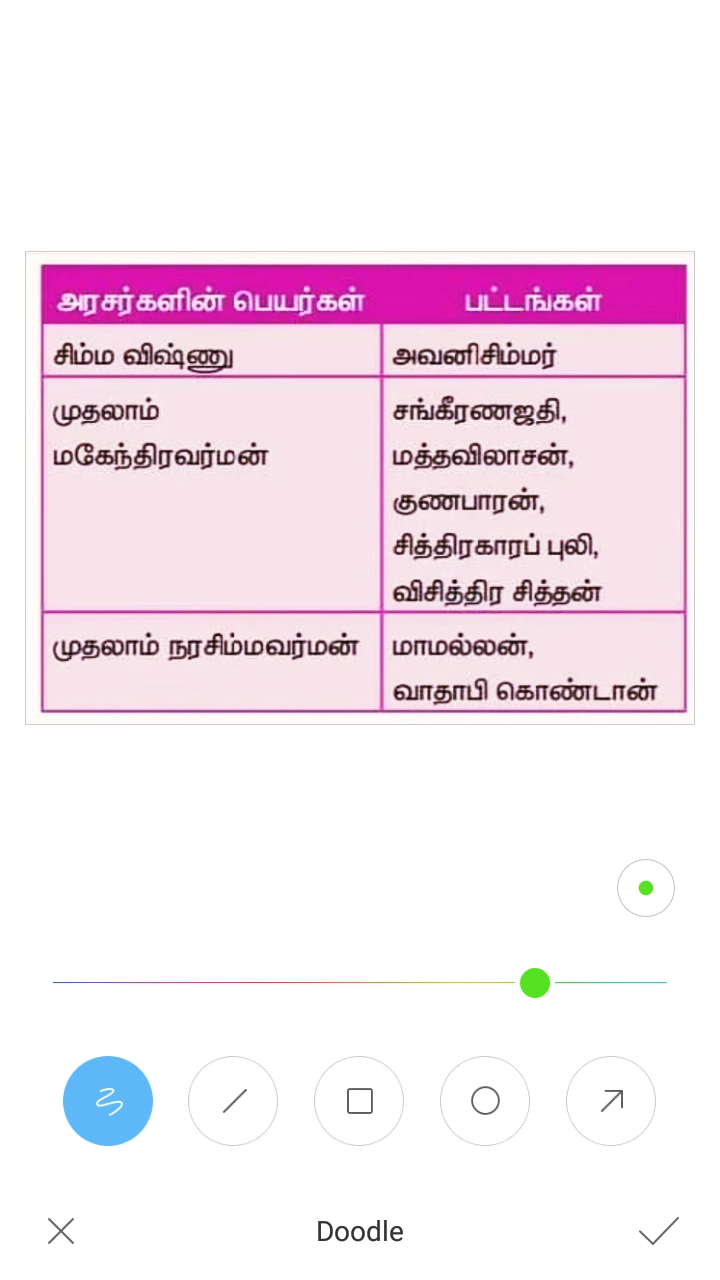 அரசர்களின் பெயர்கள் பட்டங்கள்
சிம்ம விஷ்ணு அவனிசிம்மர்
முதலாம் சங்கீரணஜதி,
மகேந்திரவர்மன் மத்தவிலாசன்,
குணபாரன்,
சித்திரகாரப் புலி,
விசித்திர சித்தன்
முதலாம் நரசிம்மவர்மன் மாமல்லன்,
வாதாபி கொண்டான்
Doodle